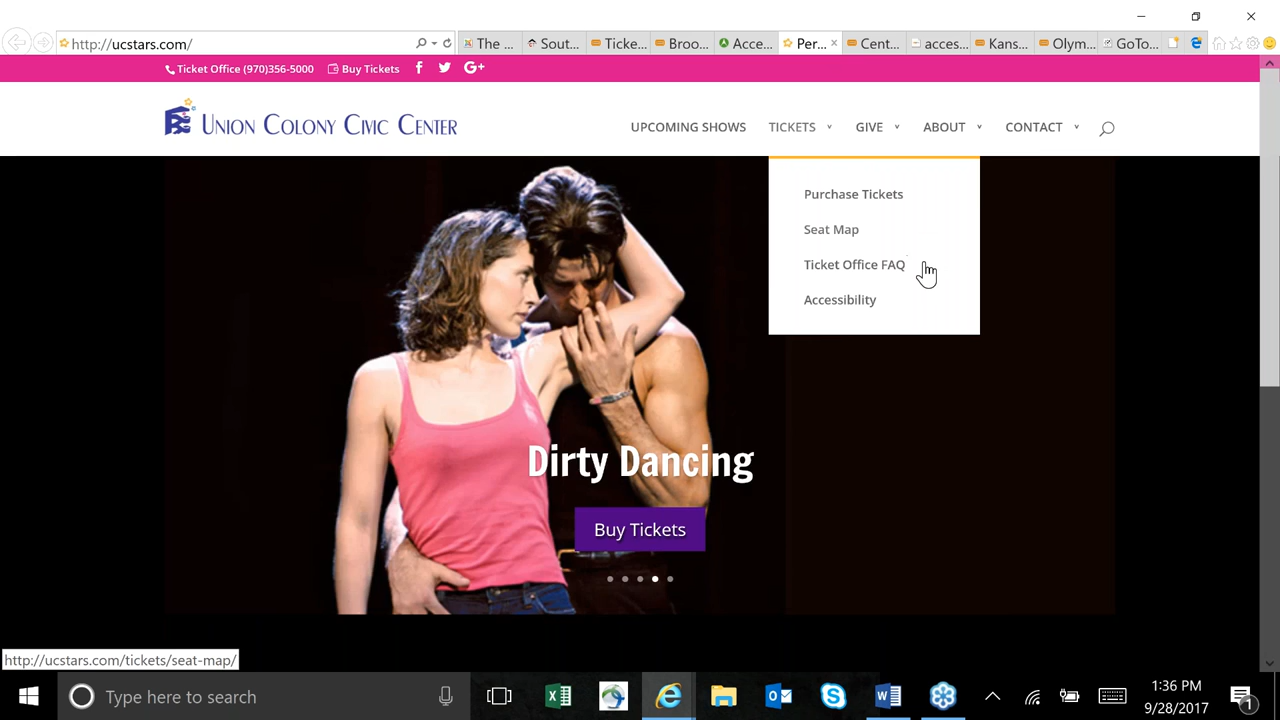 http://ucstars.com/
The ...
Sout...
Ticke...
Broo...
Acce...
Per...
Cent...
acces...
Kans...
Olym...
GoTo...
Ticket Office (970)356-5000
Buy Tickets
UNION COLONY CIVIC CENTER
UPCOMING SHOWS
TICKETS
GIVE
ABOUT
CONTACT
Purchase Tickets
Seat Map
Ticket Office FAQ
Accessibility
Dirty Dancing
Buy Tickets
http://ucstars.com/tickets/seat-map/
Type here to search
1:36 PM
9/28/2017
1